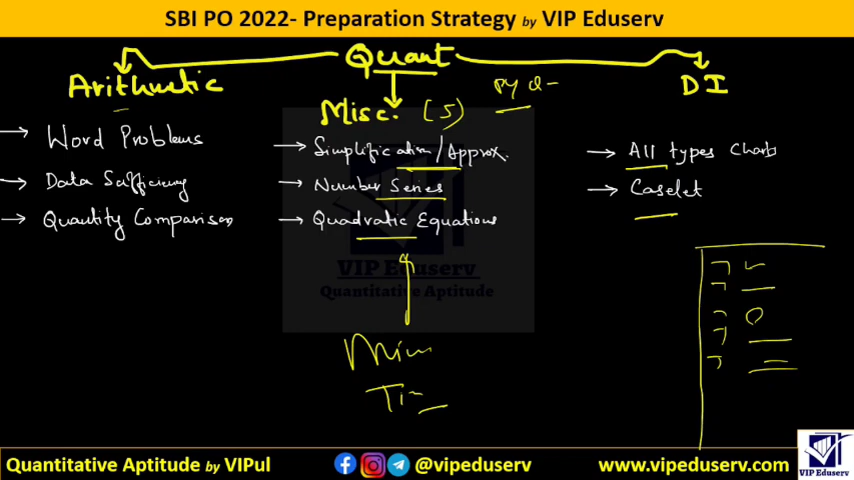 SBI PO 2022- Preparation Strategy by VIP Eduserv
Quant
Arithmetic
Misc. (5)
PYQ-
DI
→ Word Problems
→ Data Sufficiency
→ Quantity Comparison
→ Simplification/Approx.
→ Number Series
→ Quadratic Equations
→ All types Charts
→ Caselet
VIP Eduserv
Quantitative Aptitude
Quantitative Aptitude by VIPul
@vipeduserv
www.vipeduserv.com
VIP EDUSERV